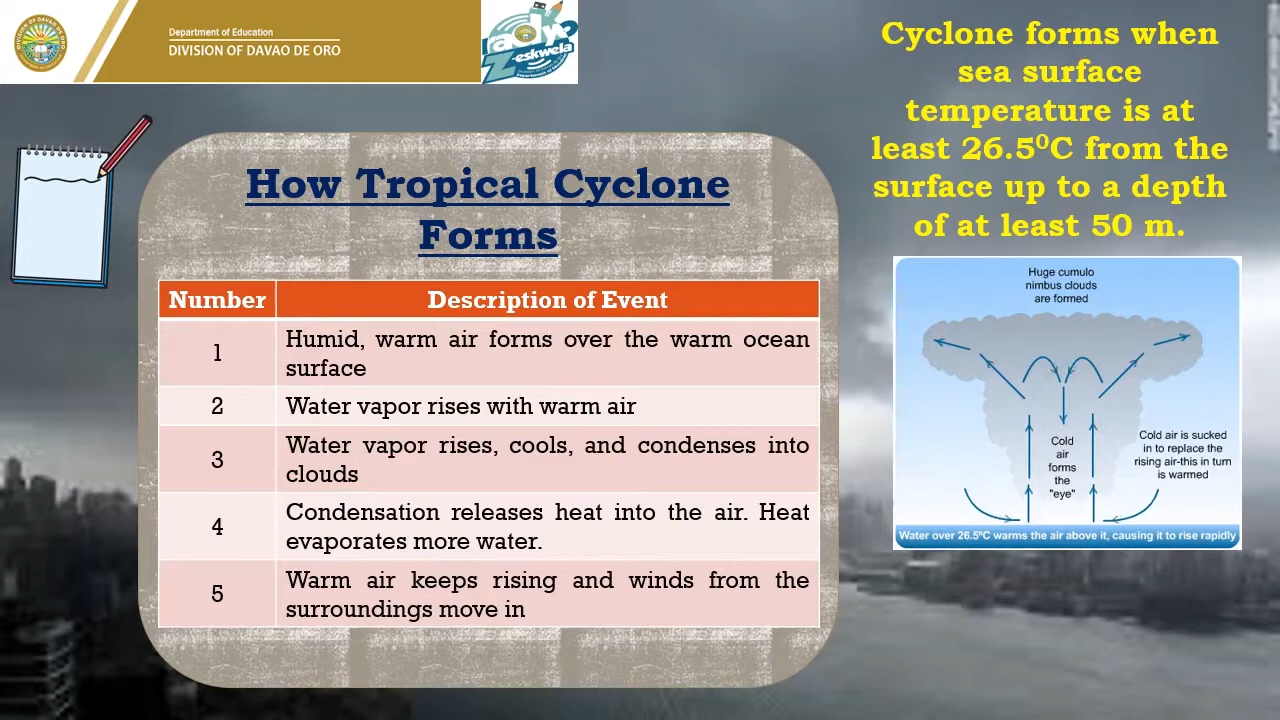 Department of Education
DIVISION OF DAVAO DE ORO
radyo
eskwela
How Tropical Cyclone
Forms
Number Description of Event
1 Humid, warm air forms over the warm ocean
surface
2 Water vapor rises with warm air
3 Water vapor rises, cools, and condenses into
clouds
4 Condensation releases heat into the air. Heat
evaporates more water.
5 Warm air keeps rising and winds from the
surroundings move in
Cyclone forms when
sea surface
temperature is at
least 26.5⁰C from the
surface up to a depth
of at least 50 m.
Huge cumulo
nimbus clouds
are formed
Cold
air
forms
the
"eye"
Cold air is sucked
in to replace the
rising air-this in turn
is warmed
Water over 26.5ºC warms the air above it, causing it to rise rapidly